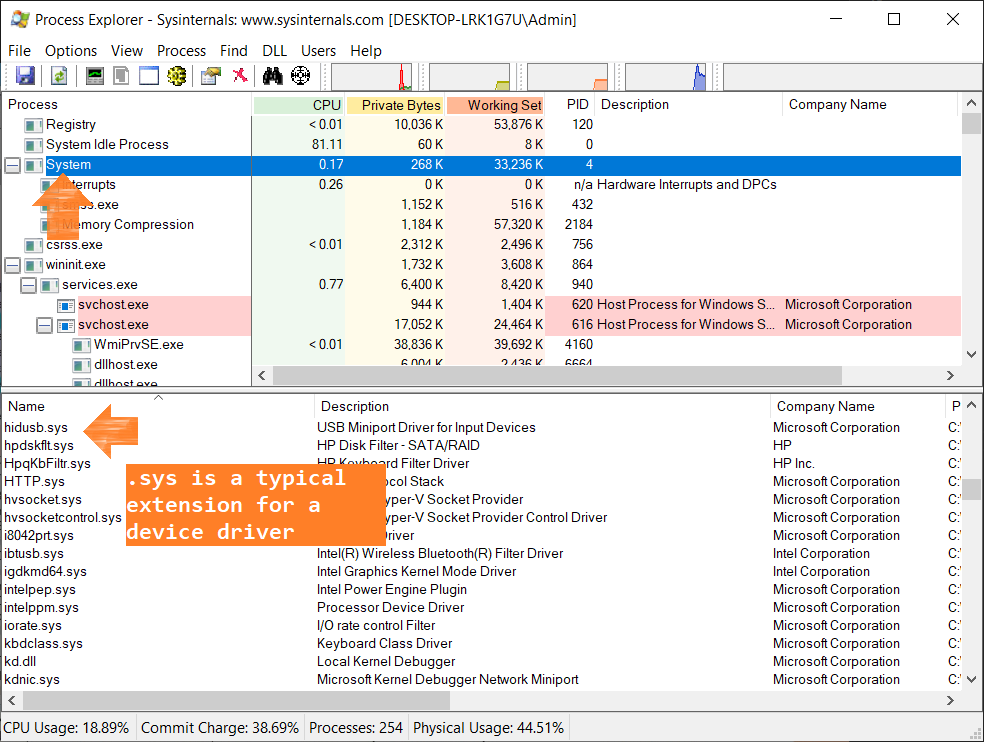 Process Explorer - Sysinternals: www.sysinternals.com [DESKTOP-LRK1G7U\Admin]
File Options View Process Find DLL Users Help
Process CPU Private Bytes Working Set PID Description Company Name
Registry < 0.01 10,036 K 53,876 K 120
System Idle Process 81.11 60 K 8 K 0
System 0.17 268 K 33,236 K 4
Interrupts 0.26 0 K 0 K n/a Hardware Interrupts and DPCs
smss.exe 1,152 K 516 K 432
Memory Compression 1,184 K 57,320 K 2184
csrss.exe < 0.01 2,312 K 2,496 K 756
wininit.exe 1,732 K 3,608 K 864
services.exe 0.77 6,400 K 8,420 K 940
svchost.exe 944 K 1,404 K 620 Host Process for Windows S... Microsoft Corporation
svchost.exe 17,052 K 24,464 K 616 Host Process for Windows S... Microsoft Corporation
WmiPrvSE.exe < 0.01 38,836 K 39,692 K 4160
dllhost.exe 6,004 K 2,436 K 6664
dllhost.exe
Name Description Company Name P
hidusb.sys USB Miniport Driver for Input Devices Microsoft Corporation C:\
hpdskflt.sys HP Disk Filter - SATA/RAID HP C:\
HpqKbFiltr.sys HP Keyboard Filter Driver HP Inc. C:\
HTTP.sys ocol Stack Microsoft Corporation C:\
hvsocket.sys yper-V Socket Provider Microsoft Corporation C:\
hvsocketcontrol.sys yper-V Socket Provider Control Driver Microsoft Corporation C:\
i8042prt.sys Driver Microsoft Corporation C:\
.sys is a typical
extension for a
device driver
ibtusb.sys Intel(R) Wireless Bluetooth(R) Filter Driver Intel Corporation C:\
igdkmd64.sys Intel Graphics Kernel Mode Driver Intel Corporation C:\
intelpep.sys Intel Power Engine Plugin Microsoft Corporation C:\
intelppm.sys Processor Device Driver Microsoft Corporation C:\
iorate.sys I/O rate control Filter Microsoft Corporation C:\
kbdclass.sys Keyboard Class Driver Microsoft Corporation C:\
kd.dll Local Kernel Debugger Microsoft Corporation C:\
kdnic.sys Microsoft Kernel Debugger Network Miniport Microsoft Corporation C:\
CPU Usage: 18.89% Commit Charge: 38.69% Processes: 254 Physical Usage: 44.51%